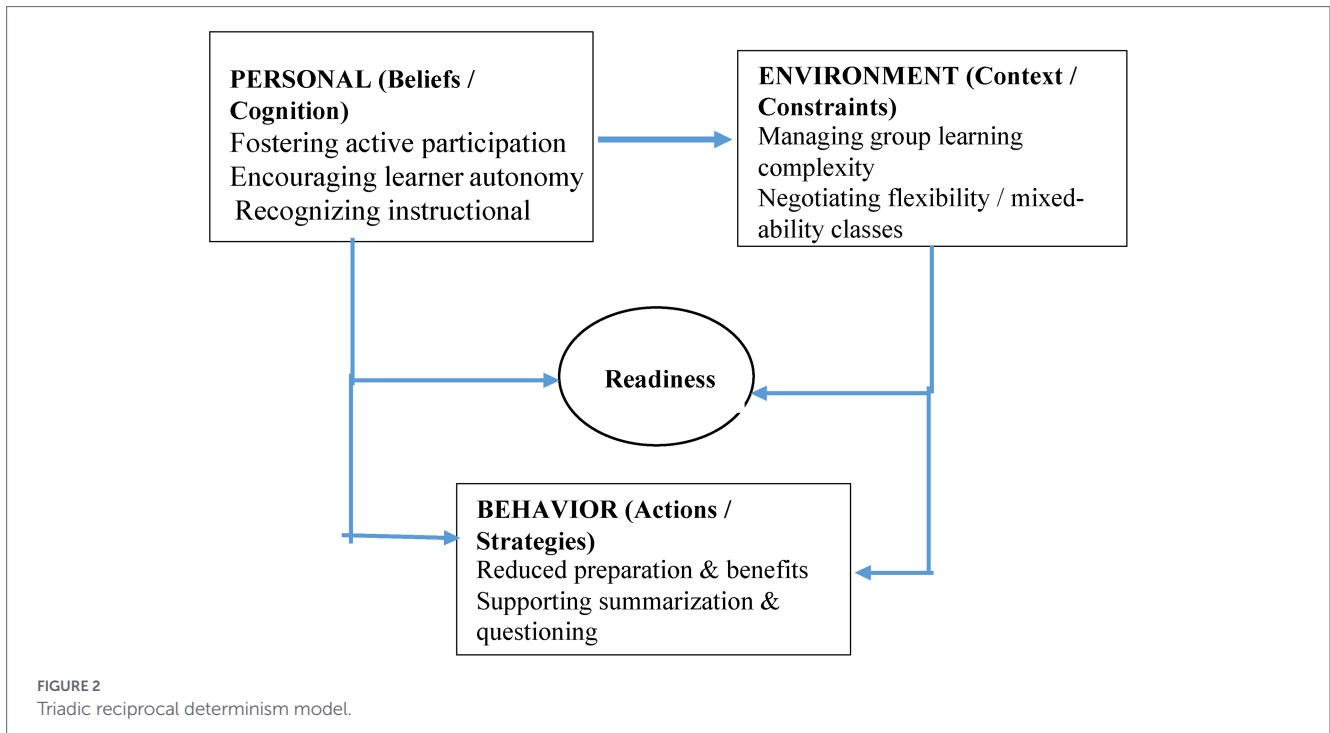 PERSONAL (Beliefs /
Cognition)
Fostering active participation
Encouraging learner autonomy
Recognizing instructional
ENVIRONMENT (Context /
Constraints)
Managing group learning
complexity
Negotiating flexibility / mixed-
ability classes
Readiness
BEHAVIOR (Actions /
Strategies)
Reduced preparation & benefits
Supporting summarization &
questioning
FIGURE 2
Triadic reciprocal determinism model.